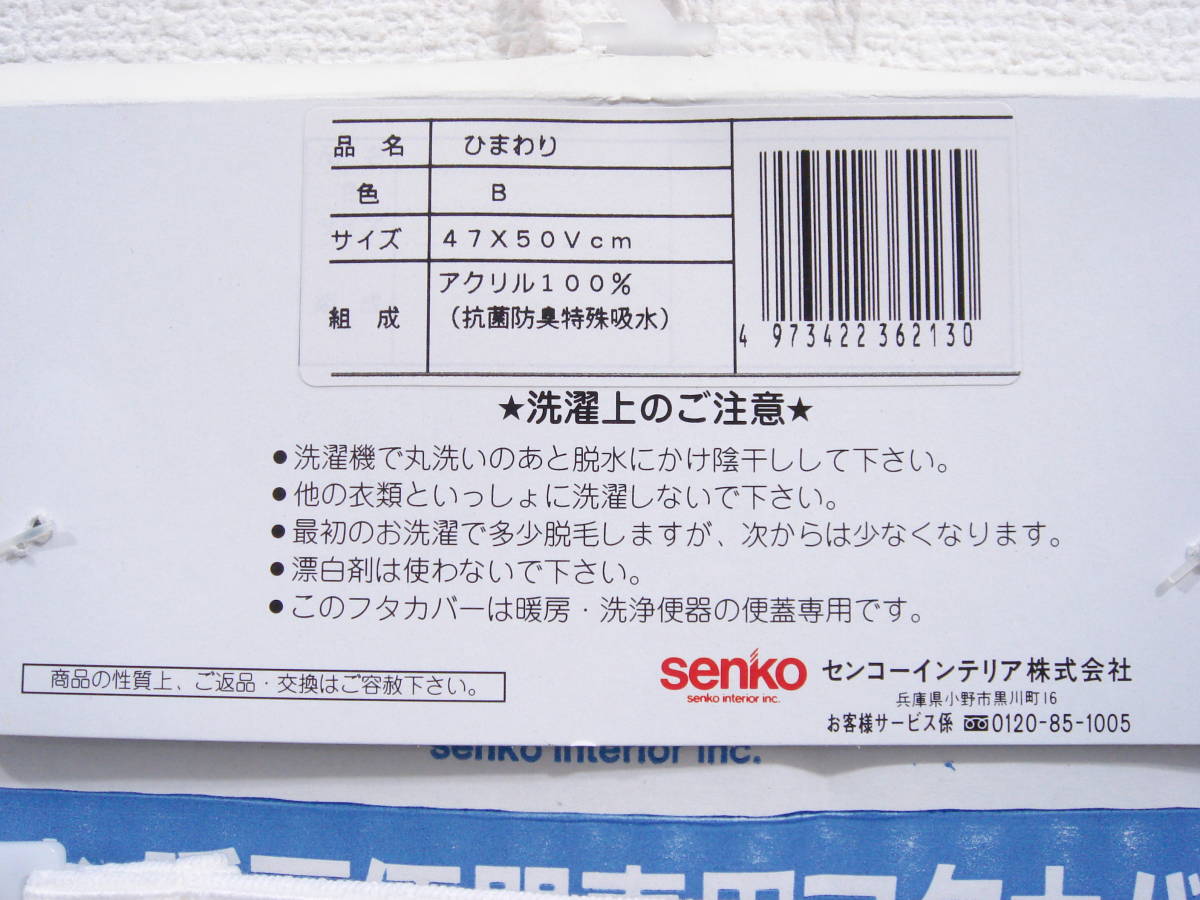 品 名 ひまわり
色 B
サイズ 47X50Vcm
組 成 アクリル100%
(抗菌防臭特殊吸水)
4 973422 362130
★洗濯上のご注意★
●洗濯機で丸洗いのあと脱水にかけ陰干しして下さい。
●他の衣類といっしょに洗濯しないで下さい。
●最初のお洗濯で多少脱毛しますが、次からは少なくなります。
●漂白剤は使わないで下さい。
●このフタカバーは暖房・洗浄便器の便蓋専用です。
商品の性質上、ご返品・交換はご容赦下さい。
senko センコーインテリア株式会社
senko interior inc.
兵庫県小野市黒川町16
お客様サービス係 0120-85-1005
senko interior inc.